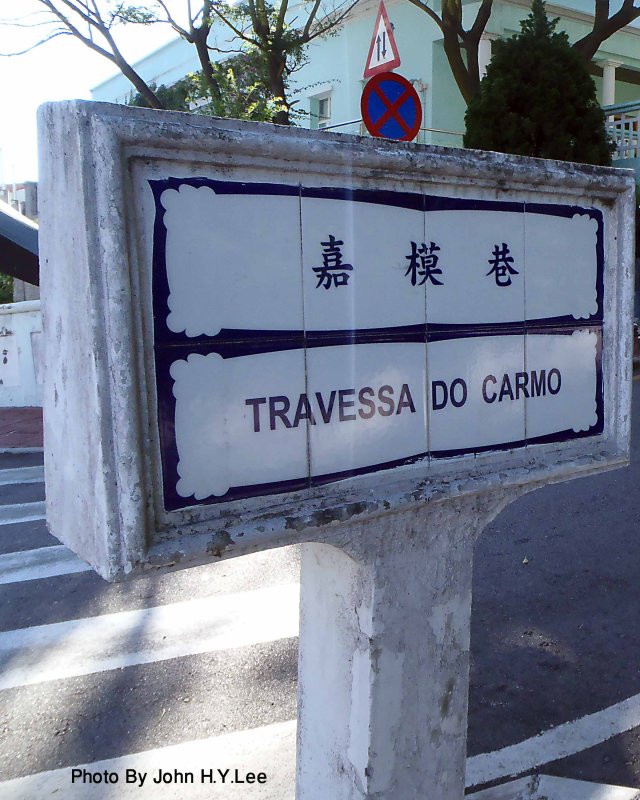 嘉模巷
TRAVESSA DO CARMO
Photo By John H.Y.Lee